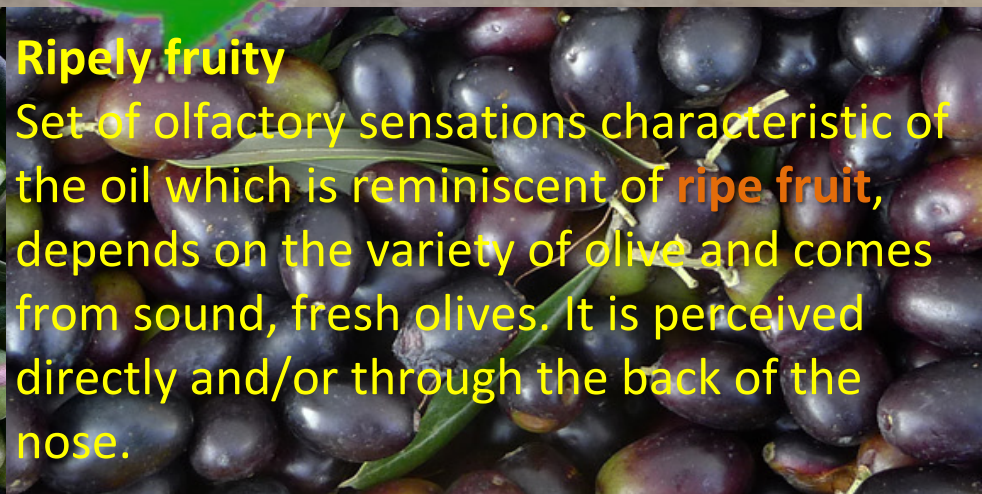 Ripely fruity
Set of olfactory sensations characteristic of
the oil which is reminiscent of ripe fruit,
depends on the variety of olive and comes
from sound, fresh olives. It is perceived
directly and/or through the back of the
nose.